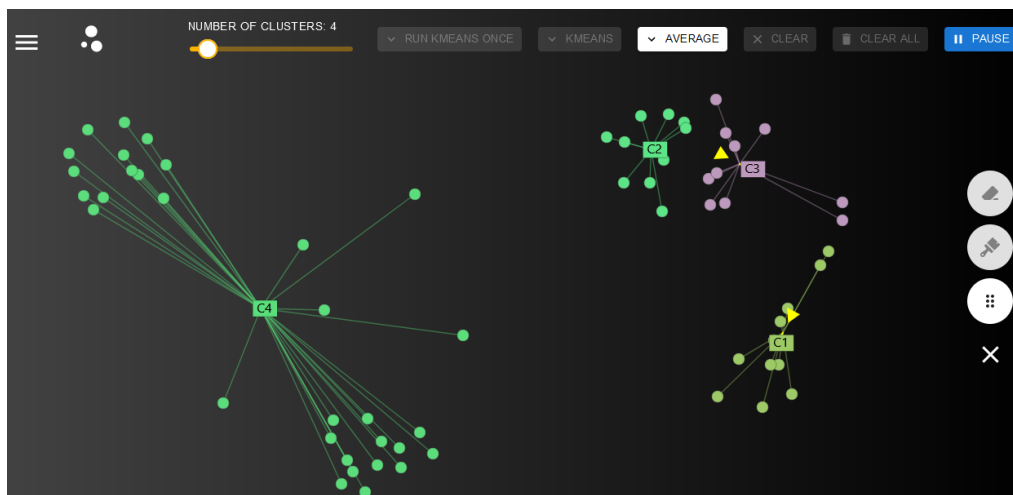 NUMBER OF CLUSTERS: 4
RUN KMEANS ONCE
KMEANS
AVERAGE
CLEAR
CLEAR ALL
PAUSE
C2
C3
C4
C1